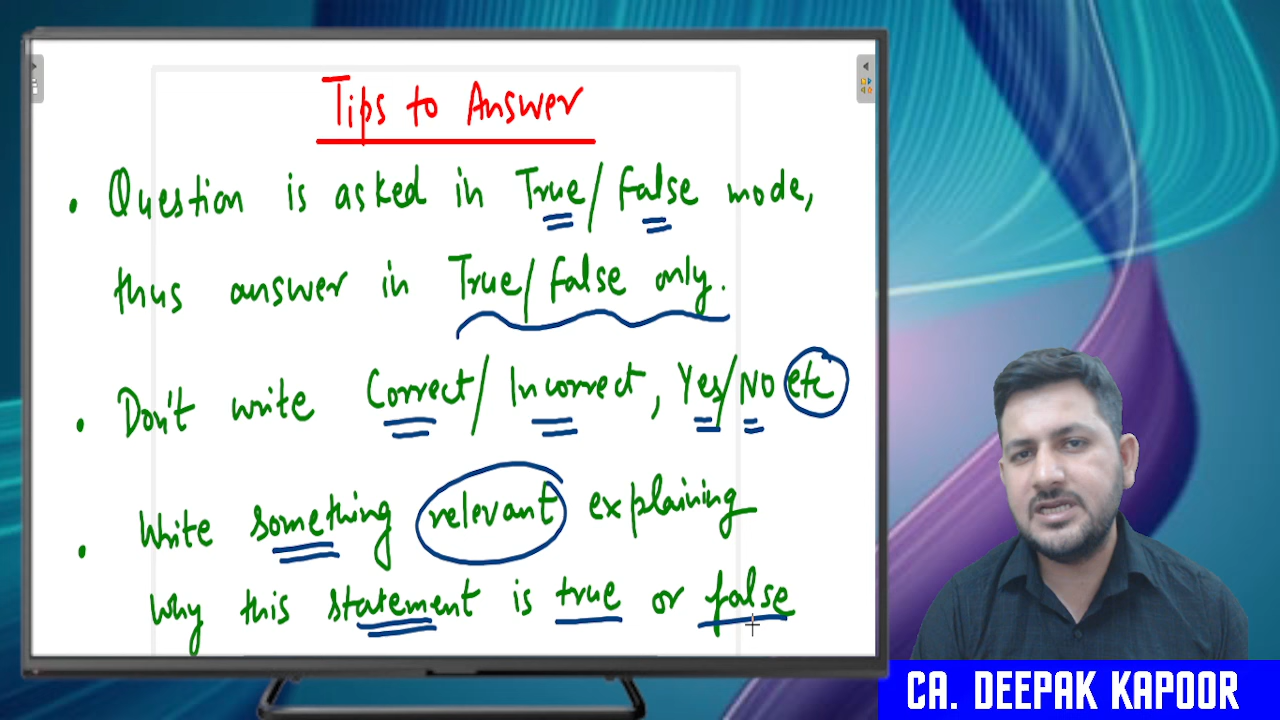 Tips to Answer
• Question is asked in True/False mode,
thus answer in True/False only.
• Don't write Correct/Incorrect, Yes/No etc
• Write something relevant explaining
why this statement is true or false
CA. DEEPAK KAPOOR